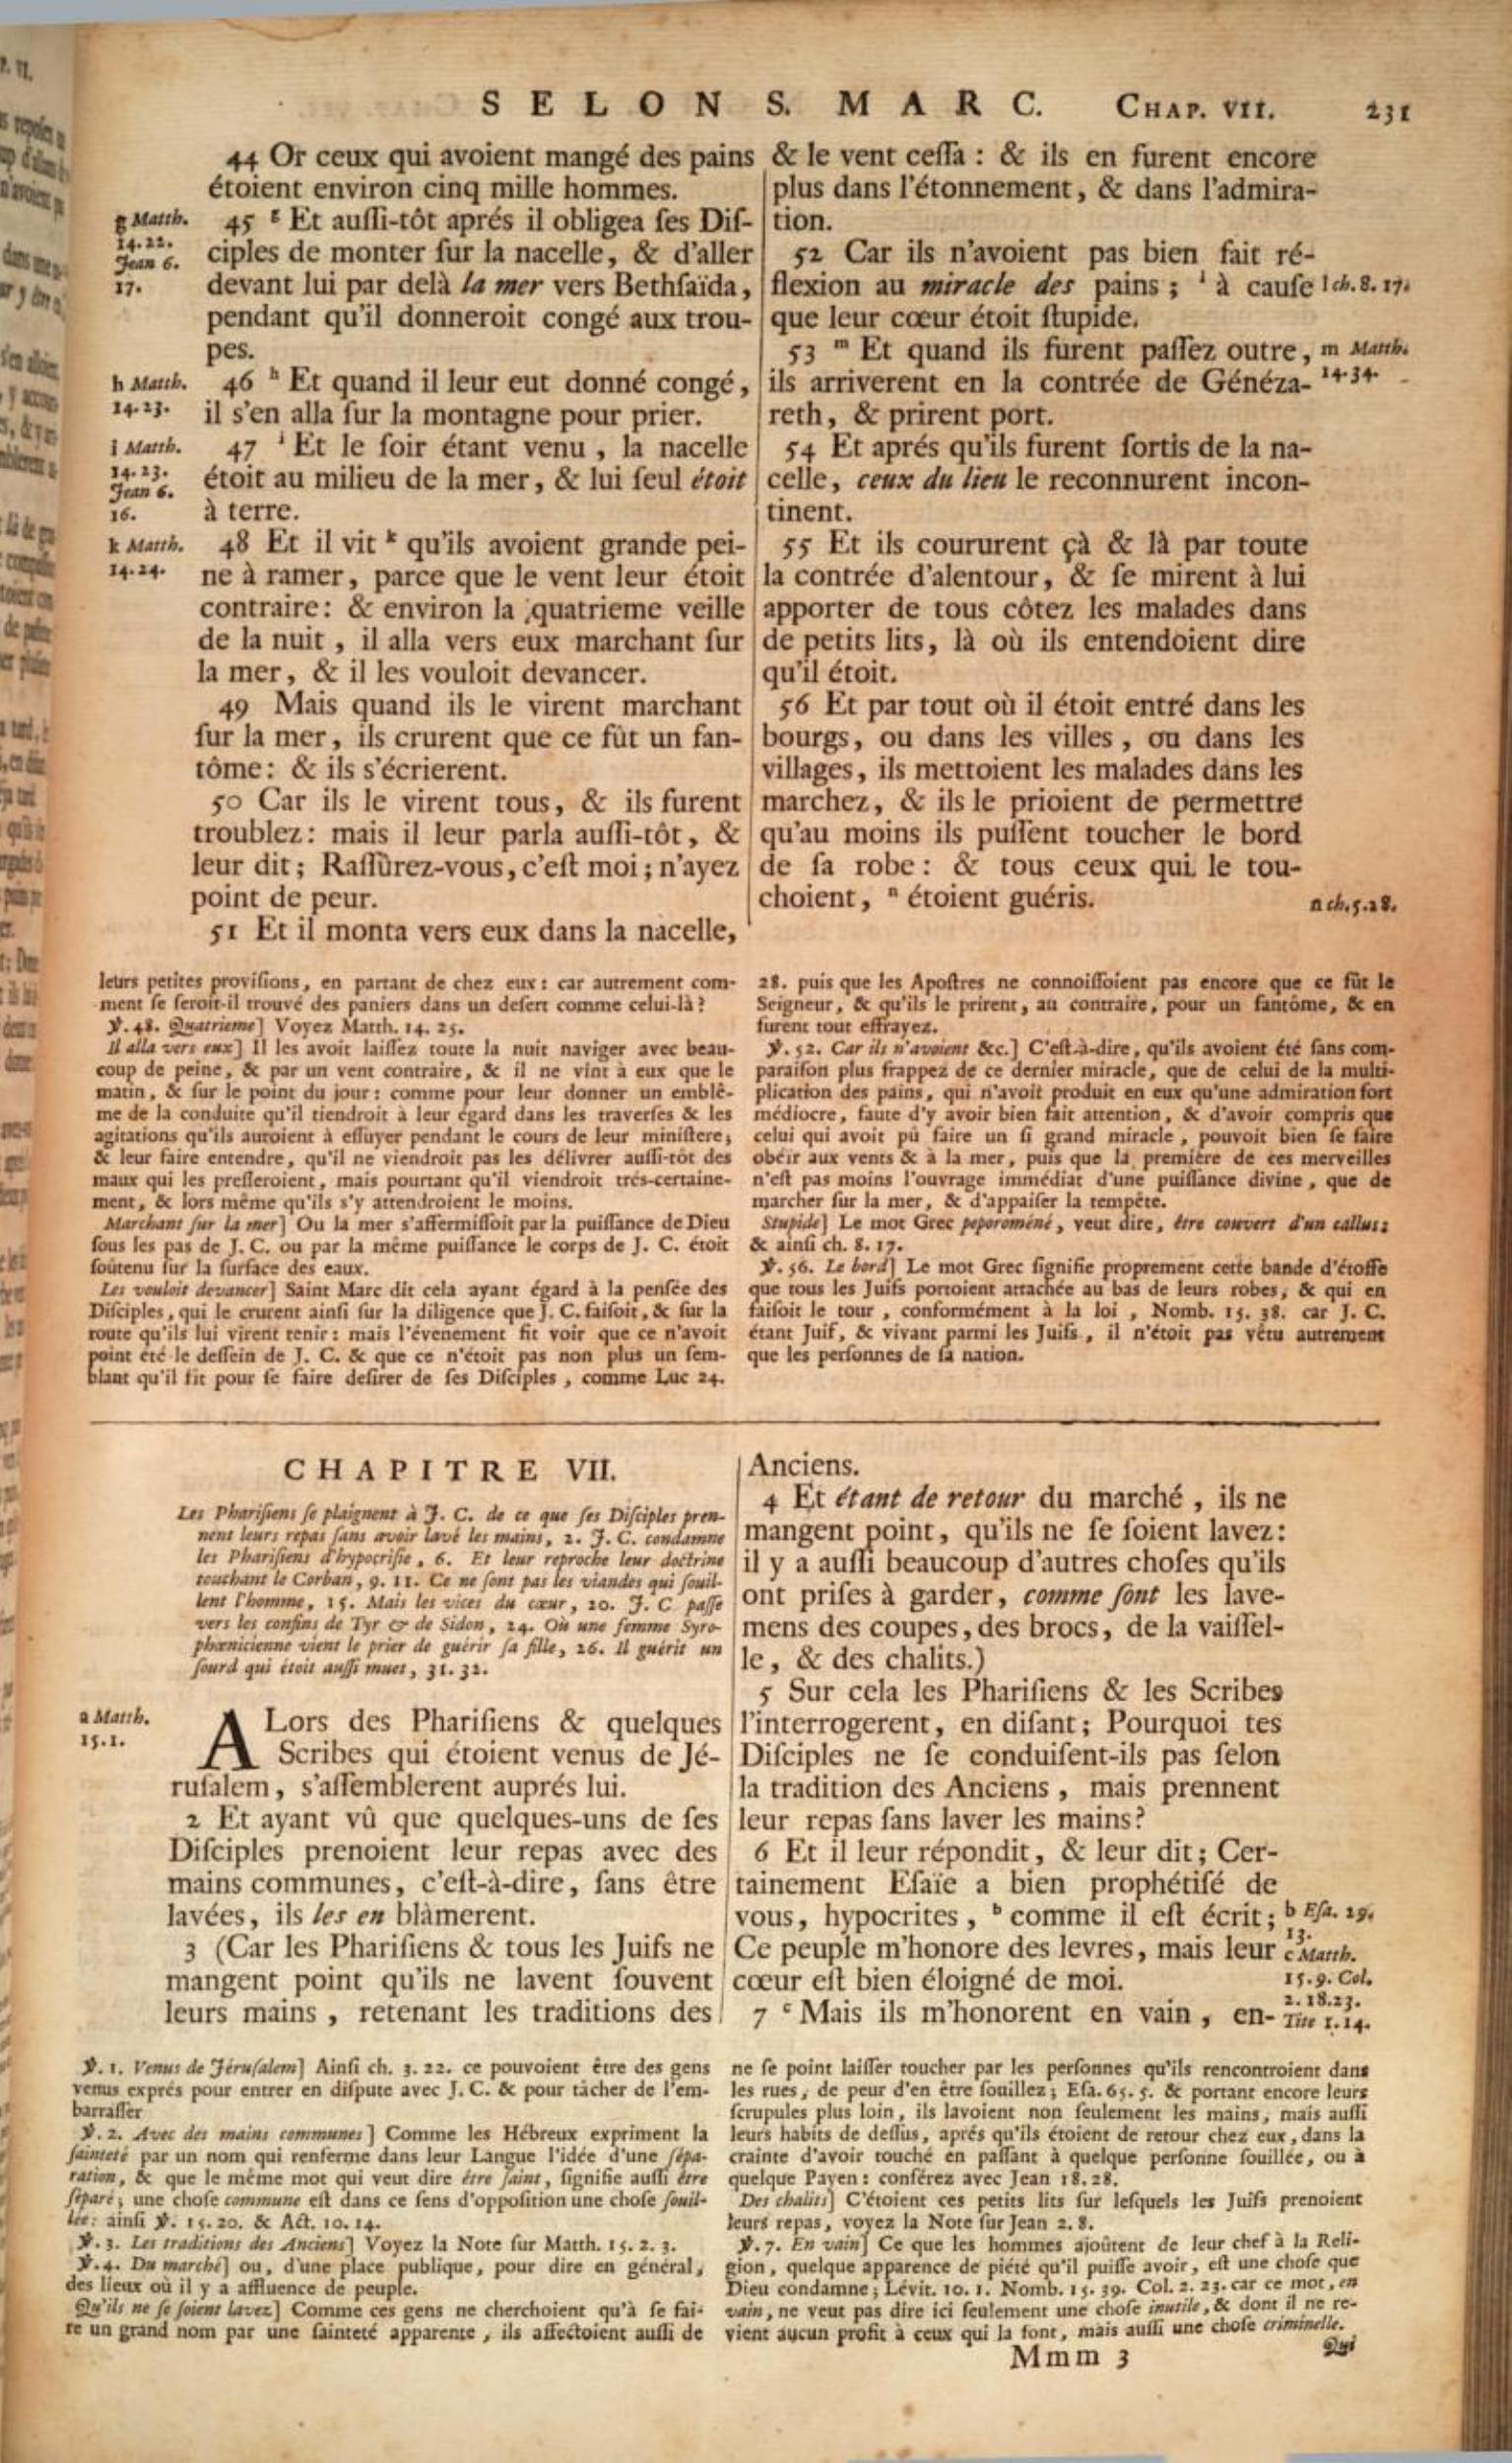 SELON S. MARC. CHAP. VII. 231
44 Or ceux qui avoient mangé des pains
étoient environ cinq mille hommes.
g Matth.
14. 22.
Jean 6.
17.
45 g Et auſſi-tôt aprés il obligea ſes Diſ-
ciples de monter ſur la nacelle, & d'aller
devant lui par delà la mer vers Bethſaïda,
pendant qu'il donneroit congé aux trou-
pes.
h Matth.
14. 23.
46 h Et quand il leur eut donné congé,
il s'en alla ſur la montagne pour prier.
i Matth.
14. 23.
Jean 6.
16.
47 i Et le ſoir étant venu, la nacelle
étoit au milieu de la mer, & lui ſeul étoit
à terre.
k Matth.
14. 24.
48 Et il vit k qu'ils avoient grande pei-
ne à ramer, parce que le vent leur étoit
contraire: & environ la quatrieme veille
de la nuit, il alla vers eux marchant ſur
la mer, & il les vouloit devancer.
49 Mais quand ils le virent marchant
ſur la mer, ils crurent que ce fût un fan-
tôme: & ils s'écrierent.
50 Car ils le virent tous, & ils furent
troublez: mais il leur parla auſſi-tôt, &
leur dit; Raſſûrez-vous, c'eſt moi; n'ayez
point de peur.
51 Et il monta vers eux dans la nacelle,
& le vent ceſſa : & ils en furent encore
plus dans l'étonnement, & dans l'admira-
tion.
52 Car ils n'avoient pas bien fait ré-
flexion au miracle des pains ; l à cauſe
que leur cœur étoit ſtupide.
l ch. 8. 17.
53 m Et quand ils furent paſſez outre,
ils arriverent en la contrée de Généza-
reth, & prirent port.
m Matth.
14. 34.
54 Et aprés qu'ils furent ſortis de la na-
celle, ceux du lieu le reconnurent incon-
tinent.
55 Et ils coururent çà & là par toute
la contrée d'alentour, & ſe mirent à lui
apporter de tous côtez les malades dans
de petits lits, là où ils entendoient dire
qu'il étoit.
56 Et par tout où il étoit entré dans les
bourgs, ou dans les villes, ou dans les
villages, ils mettoient les malades dans les
marchez, & ils le prioient de permettre
qu'au moins ils puſſent toucher le bord
de ſa robe: & tous ceux qui le tou-
choient, n étoient guéris.
n ch. 5. 28.
leurs petites proviſions, en partant de chez eux: car autrement com-
ment ſe ſeroit-il trouvé des paniers dans un deſert comme celui-là?
℣. 48. Quatrieme] Voyez Matth. 14. 25.
Il alla vers eux] Il les avoit laiſſez toute la nuit naviger avec beau-
coup de peine, & par un vent contraire, & il ne vint à eux que le
matin, & ſur le point du jour: comme pour leur donner un emblê-
me de la conduite qu'il tiendroit à leur égard dans les traverſes & les
agitations qu'ils auroient à eſſuyer pendant le cours de leur miniſtere;
& leur faire entendre, qu'il ne viendroit pas les délivrer auſſi-tôt des
maux qui les preſſeroient, mais pourtant qu'il viendroit trés-certaine-
ment, & lors même qu'ils s'y attendroient le moins.
Marchant ſur la mer] Ou la mer s'affermiſſoit par la puiſſance de Dieu
ſous les pas de J. C. ou par la même puiſſance le corps de J. C. étoit
ſoutenu ſur la ſurface des eaux.
Les vouloit devancer] Saint Marc dit cela ayant égard à la penſée des
Diſciples, qui le crurent ainſi ſur la diligence que J. C. faiſoit, & ſur la
route qu'ils lui virent tenir: mais l'évenement fit voir que ce n'avoit
point été le deſſein de J. C. & que ce n'étoit pas non plus un ſem-
blant qu'il fit pour ſe faire deſirer de ſes Diſciples, comme Luc 24.
28. puis que les Apoſtres ne connoiſſoient pas encore que ce fût le
Seigneur, & qu'ils le prirent, au contraire, pour un fantôme, & en
furent tout effrayez.
℣. 52. Car ils n'avoient &c.] C'eſt-à-dire, qu'ils avoient été ſans com-
paraiſon plus frappez de ce dernier miracle, que de celui de la multi-
plication des pains, qui n'avoit produit en eux qu'une admiration fort
médiocre, faute d'y avoir bien fait attention, & d'avoir compris que
celui qui avoit pû faire un ſi grand miracle, pouvoit bien ſe faire
obéir aux vents & à la mer, puis que la premiére de ces merveilles
n'eſt pas moins l'ouvrage immédiat d'une puiſſance divine, que de
marcher ſur la mer, & d'appaiſer la tempête.
Stupide] Le mot Grec peporoméné, veut dire, être couvert d'un callus:
& ainſi ch. 8. 17.
℣. 56. Le bord] Le mot Grec ſignifie proprement cette bande d'étoffe
que tous les Juifs portoient attachée au bas de leurs robes, & qui en
faiſoit le tour, conformément à la loi, Nomb. 15. 38. car J. C.
étant Juif, & vivant parmi les Juifs, il n'étoit pas vêtu autrement
que les perſonnes de ſa nation.
CHAPITRE VII.
Les Phariſiens ſe plaignent à J. C. de ce que ſes Diſciples pren-
nent leurs repas ſans avoir lavé les mains, 2. J. C. condamne
les Phariſiens d'hypocriſie, 6. Et leur reproche leur doctrine
touchant le Corban, 9. 11. Ce ne ſont pas les viandes qui ſouil-
lent l'homme, 15. Mais les vices du cœur, 20. J. C. paſſe
vers les confins de Tyr & de Sidon, 24. Où une femme Syro-
phœnicienne vient le prier de guérir ſa fille, 26. Il guérit un
ſourd qui étoit auſſi muet, 31. 32.
a Matth.
15. 1.
ALors des Phariſiens & quelques
Scribes qui étoient venus de Jé-
ruſalem, s'aſſemblerent auprés lui.
2 Et ayant vû que quelques-uns de ſes
Diſciples prenoient leur repas avec des
mains communes, c'eſt-à-dire, ſans être
lavées, ils les en blàmerent.
3 (Car les Phariſiens & tous les Juifs ne
mangent point qu'ils ne lavent ſouvent
leurs mains, retenant les traditions des
Anciens.
4 Et étant de retour du marché, ils ne
mangent point, qu'ils ne ſe ſoient lavez:
il y a auſſi beaucoup d'autres choſes qu'ils
ont priſes à garder, comme ſont les lave-
mens des coupes, des brocs, de la vaiſſel-
le, & des chalits.)
5 Sur cela les Phariſiens & les Scribes
l'interrogerent, en diſant; Pourquoi tes
Diſciples ne ſe conduiſent-ils pas ſelon
la tradition des Anciens, mais prennent
leur repas ſans laver les mains?
6 Et il leur répondit, & leur dit; Cer-
tainement Eſaïe a bien prophétiſé de
vous, hypocrites, b comme il eſt écrit;
Ce peuple m'honore des levres, mais leur
cœur eſt bien éloigné de moi.
7 c Mais ils m'honorent en vain, en-
b Eſa. 29.
13.
c Matth.
15. 9. Col.
2. 18. 23.
Tite 1. 14.
℣. 1. Venus de Jéruſalem] Ainſi ch. 3. 22. ce pouvoient être des gens
venus exprés pour entrer en diſpute avec J. C. & pour tâcher de l'em-
barraſſer
℣. 2. Avec des mains communes] Comme les Hébreux expriment la
ſainteté par un nom qui renferme dans leur Langue l'idée d'une ſépa-
ration, & que le même mot qui veut dire être ſaint, ſignifie auſſi être
ſeparé; une choſe commune eſt dans ce ſens d'oppoſition une choſe ſouil-
lée: ainſi ℣. 15. 20. & Act. 10. 14.
℣. 3. Les traditions des Anciens] Voyez la Note ſur Matth. 15. 2. 3.
℣. 4. Du marché] ou, d'une place publique, pour dire en général,
des lieux où il y a affluence de peuple.
Qu'ils ne ſe ſoient lavez] Comme ces gens ne cherchoient qu'à ſe fai-
re un grand nom par une ſainteté apparente, ils affectoient auſſi de
ne ſe point laiſſer toucher par les perſonnes qu'ils rencontroient dans
les rues, de peur d'en être ſouillez; Eſa. 65. 5. & portant encore leurs
ſcrupules plus loin, ils lavoient non ſeulement les mains, mais auſſi
leurs habits de deſſus, aprés qu'ils étoient de retour chez eux, dans la
crainte d'avoir touché en paſſant à quelque perſonne ſouillée, ou à
quelque Payen: conférez avec Jean 18. 28.
Des chalits] C'étoient ces petits lits ſur leſquels les Juifs prenoient
leurs repas, voyez la Note ſur Jean 2. 8.
℣. 7. En vain] Ce que les hommes ajoûtent de leur chef à la Reli-
gion, quelque apparence de piété qu'il puiſſe avoir, eſt une choſe que
Dieu condamne; Lévit. 10. 1. Nomb. 15. 39. Col. 2. 23. car ce mot, en
vain, ne veut pas dire ici ſeulement une choſe inutile, & dont il ne re-
vient aucun profit à ceux qui la font, mais auſſi une choſe criminelle.
Mmm 3
Qui